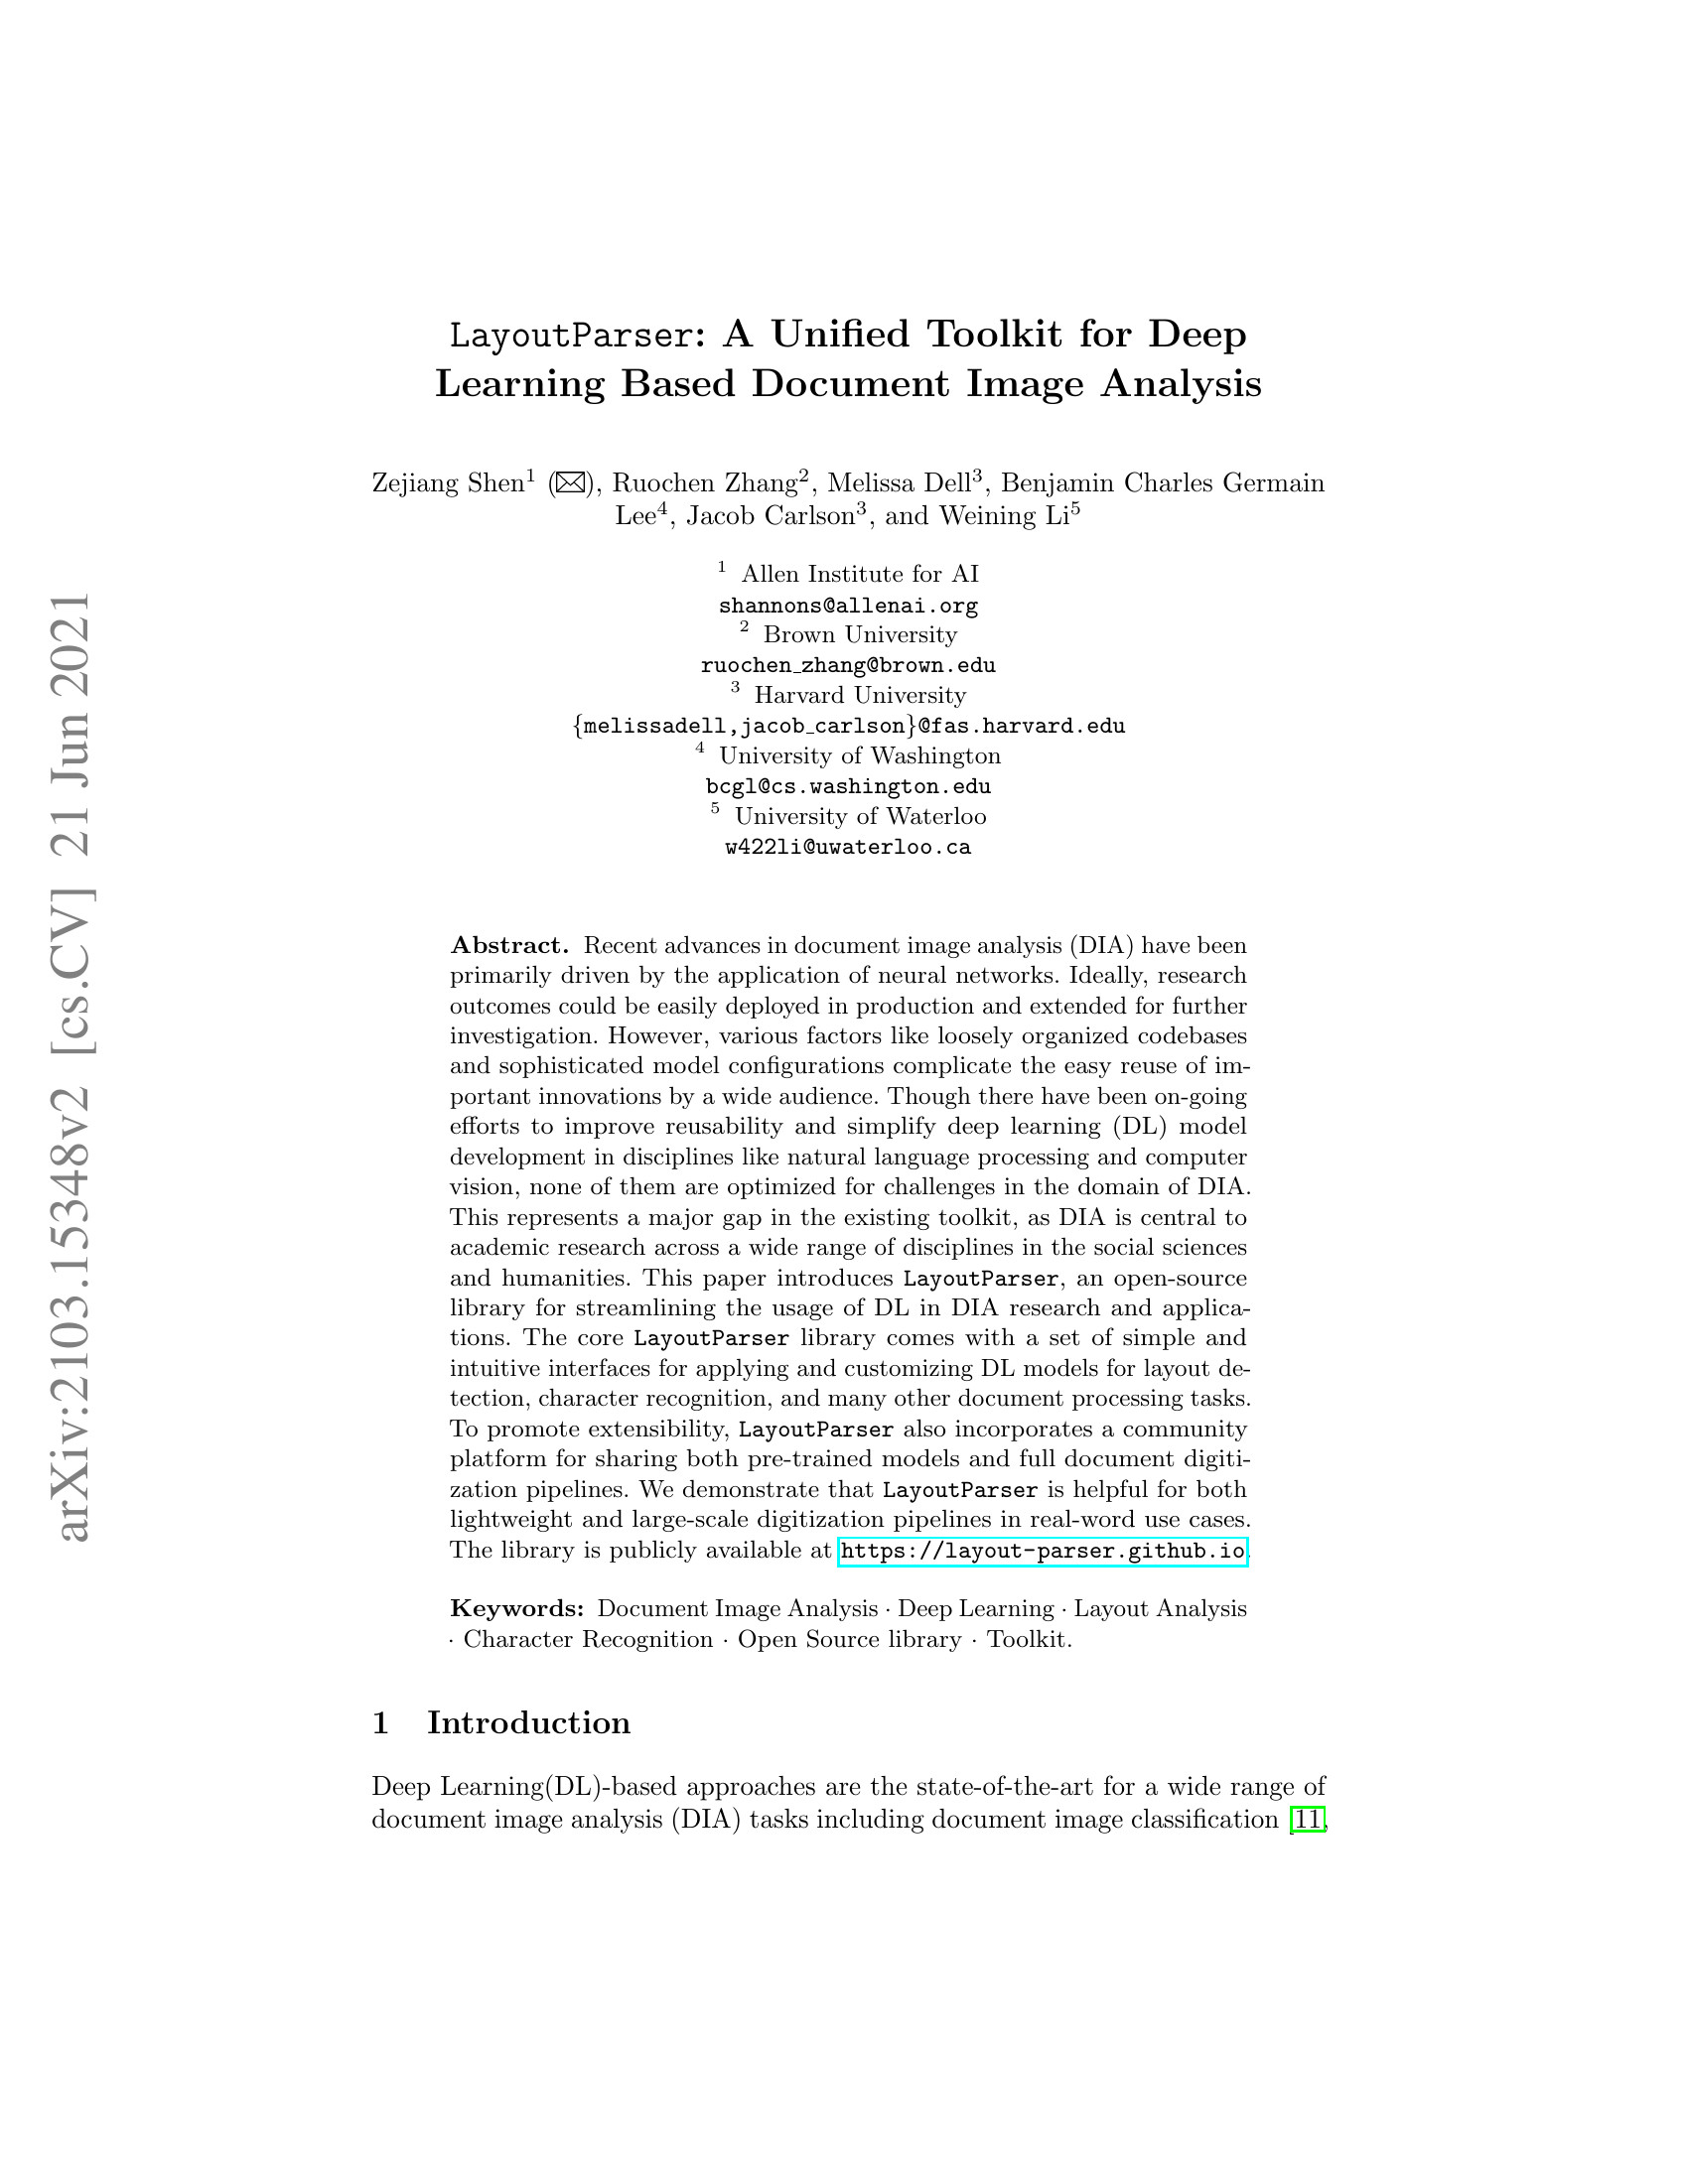 arXiv:2103.15348v2 [cs.CV] 21 Jun 2021
LayoutParser: A Unified Toolkit for Deep
Learning Based Document Image Analysis
Zejiang Shen1 (✉), Ruochen Zhang2, Melissa Dell3, Benjamin Charles Germain
Lee4, Jacob Carlson3, and Weining Li5
1 Allen Institute for AI
shannons@allenai.org
2 Brown University
ruochen_zhang@brown.edu
3 Harvard University
{melissadell,jacob_carlson}@fas.harvard.edu
4 University of Washington
bcgl@cs.washington.edu
5 University of Waterloo
w422li@uwaterloo.ca
Abstract. Recent advances in document image analysis (DIA) have been
primarily driven by the application of neural networks. Ideally, research
outcomes could be easily deployed in production and extended for further
investigation. However, various factors like loosely organized codebases
and sophisticated model configurations complicate the easy reuse of im-
portant innovations by a wide audience. Though there have been on-going
efforts to improve reusability and simplify deep learning (DL) model
development in disciplines like natural language processing and computer
vision, none of them are optimized for challenges in the domain of DIA.
This represents a major gap in the existing toolkit, as DIA is central to
academic research across a wide range of disciplines in the social sciences
and humanities. This paper introduces LayoutParser, an open-source
library for streamlining the usage of DL in DIA research and applica-
tions. The core LayoutParser library comes with a set of simple and
intuitive interfaces for applying and customizing DL models for layout de-
tection, character recognition, and many other document processing tasks.
To promote extensibility, LayoutParser also incorporates a community
platform for sharing both pre-trained models and full document digiti-
zation pipelines. We demonstrate that LayoutParser is helpful for both
lightweight and large-scale digitization pipelines in real-word use cases.
The library is publicly available at https://layout-parser.github.io.
Keywords: Document Image Analysis · Deep Learning · Layout Analysis
· Character Recognition · Open Source library · Toolkit.
1 Introduction
Deep Learning(DL)-based approaches are the state-of-the-art for a wide range of
document image analysis (DIA) tasks including document image classification [11,